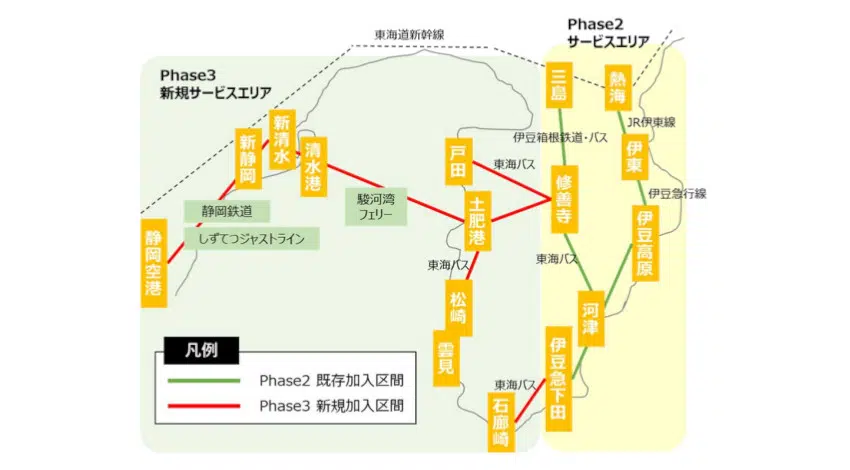 Phase2
サービスエリア
東海道新幹線
Phase3
新規サービスエリア
三島
熱海
新清水
新静岡
清水港
JR伊東線
伊豆箱根鉄道・バス
戸田
東海バス
伊東
修善寺
伊豆急行線
駿河湾
フェリー
土肥港
静岡鉄道
しずてつジャストライン
伊豆高原
静岡空港
東海バス
東海バス
松崎
河津
雲見
伊豆急下田
東海バス
石廊崎
凡例
Phase2 既存加入区間
Phase3 新規加入区間